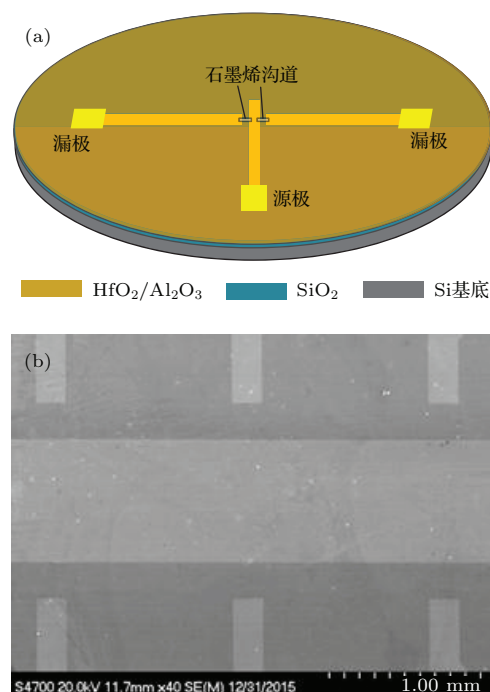 (a)
石墨烯沟道
漏极
漏极
源极
HfO₂/Al₂O₃
SiO₂
Si基底
(b)
S4700 20.0kV 11.7mm x40 SE(M) 12/31/2015
1.00 mm